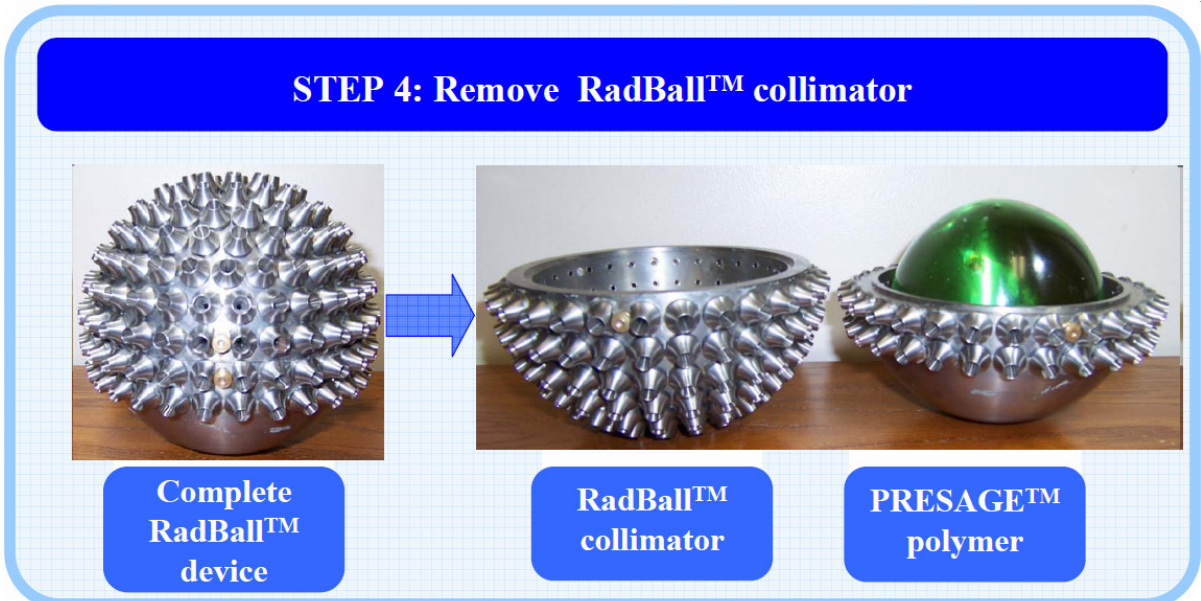 STEP 4: Remove RadBall™ collimator
Complete
RadBall™
device
RadBall™
collimator
PRESAGE™
polymer